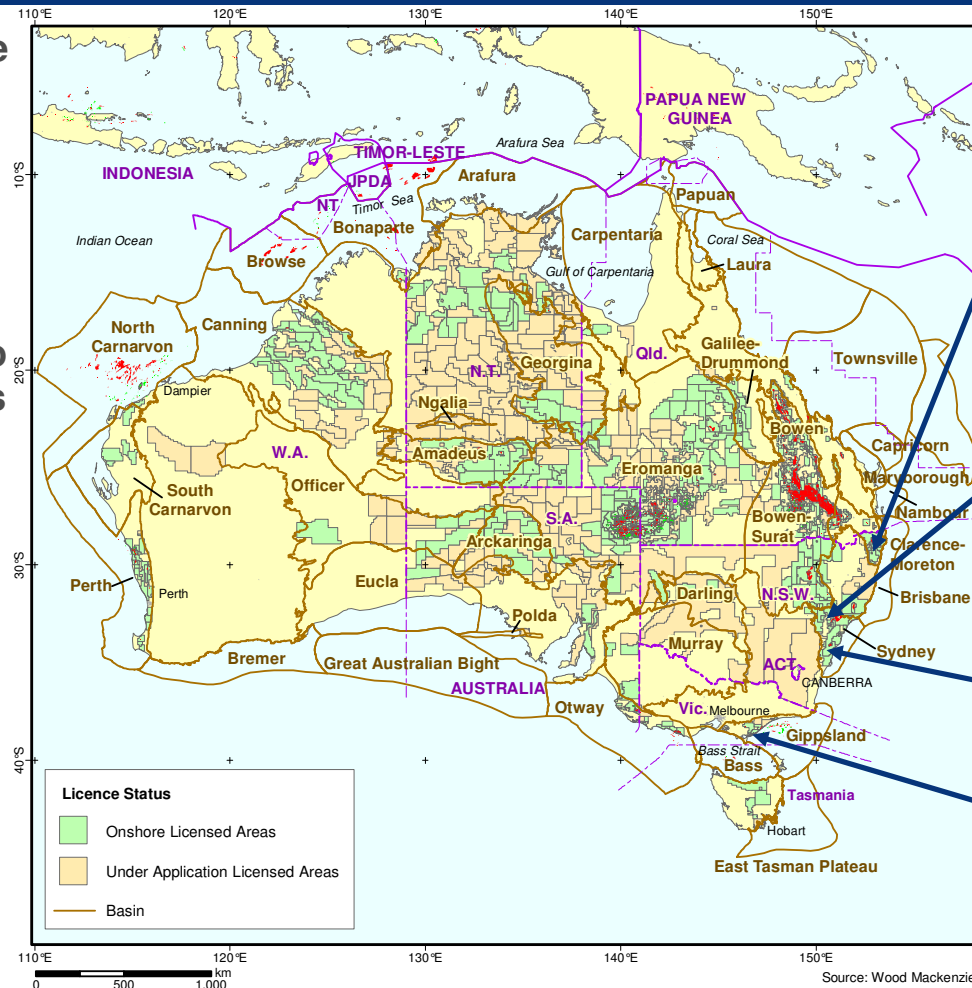 110°E 120°E 130°E 140°E 150°E
e
PAPUA NEW
GUINEA
Arafura Sea
TIMOR-LESTE
INDONESIA
10°S
JPDA
Arafura
NT
Timor Sea
Papuan
Bonaparte
Carpentaria
Indian Ocean
Coral Sea
Browse
Laura
Gulf of Carpentaria
North
Carnarvon
Canning
Galilee-
Drummond
Qld.
Townsville
20°S
N.T.
Georgina
s
Dampier
Ngalia
Bowen
Capricorn
W.A.
Amadeus
Eromanga
Maryborough
Officer
South
Carnarvon
Nambour
S.A.
Bowen-
Surat
Arckaringa
Clarence-
Moreton
30°S
Eucla
Perth
Perth
Darling
N.S.W.
Brisbane
Polda
Murray
Sydney
Bremer
Great Australian Bight
ACT.
CANBERRA
AUSTRALIA
Otway
Vic.
Melbourne
Gippsland
Bass Strait
40°S
Bass
Tasmania
Hobart
East Tasman Plateau
Licence Status
Onshore Licensed Areas
Under Application Licensed Areas
Basin
110°E 120°E 130°E 140°E 150°E
km
0 500 1,000
Source: Wood Mackenzie